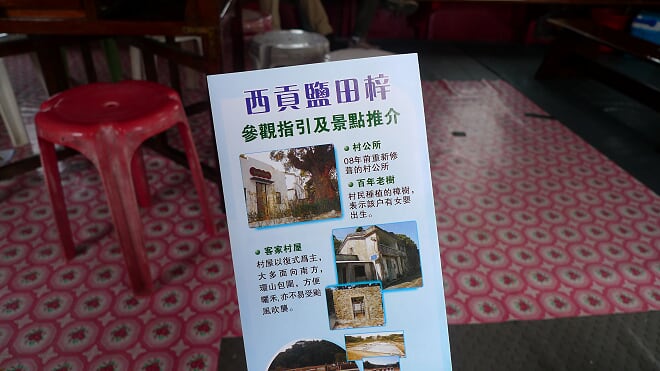 西貢鹽田梓
參觀指引及景點推介
村公所
08年前重新修
葺的村公所
百年老樹
村民種植的樟樹，
表示該户有女嬰
出生。
客家村屋
村屋以復式爲主，
大多面向南方，
環山包圍，方便
曬禾，亦不易受颱
風吹襲。